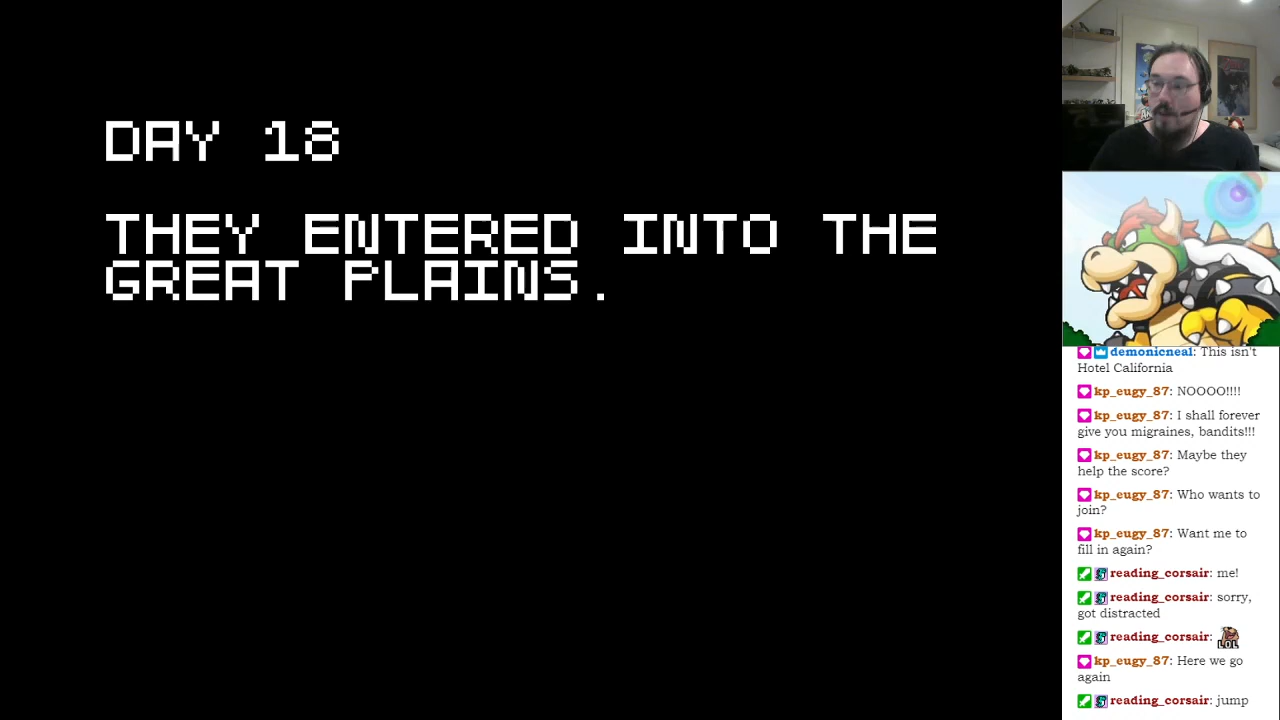 DAY 18
THEY ENTERED INTO THE
GREAT PLAINS.
demonicneal: This isn't
Hotel California
kp_eugy_87: NOOOO!!!!
kp_eugy_87: I shall forever
give you migraines, bandits!!!
kp_eugy_87: Maybe they
help the score?
kp_eugy_87: Who wants to
join?
kp_eugy_87: Want me to
fill in again?
reading_corsair: me!
reading_corsair: sorry,
got distracted
reading_corsair: LOL
kp_eugy_87: Here we go
again
reading_corsair: jump